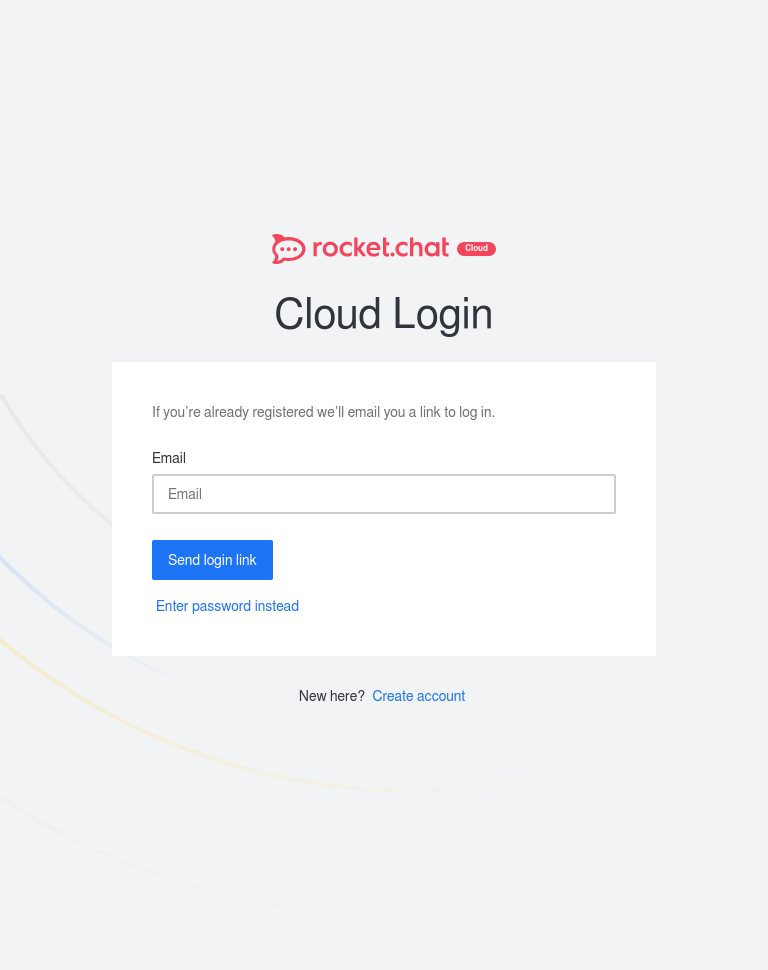 rocket.chat Cloud
Cloud Login
If you're already registered we'll email you a link to log in.
Email
Email
Send login link
Enter password instead
New here? Create account